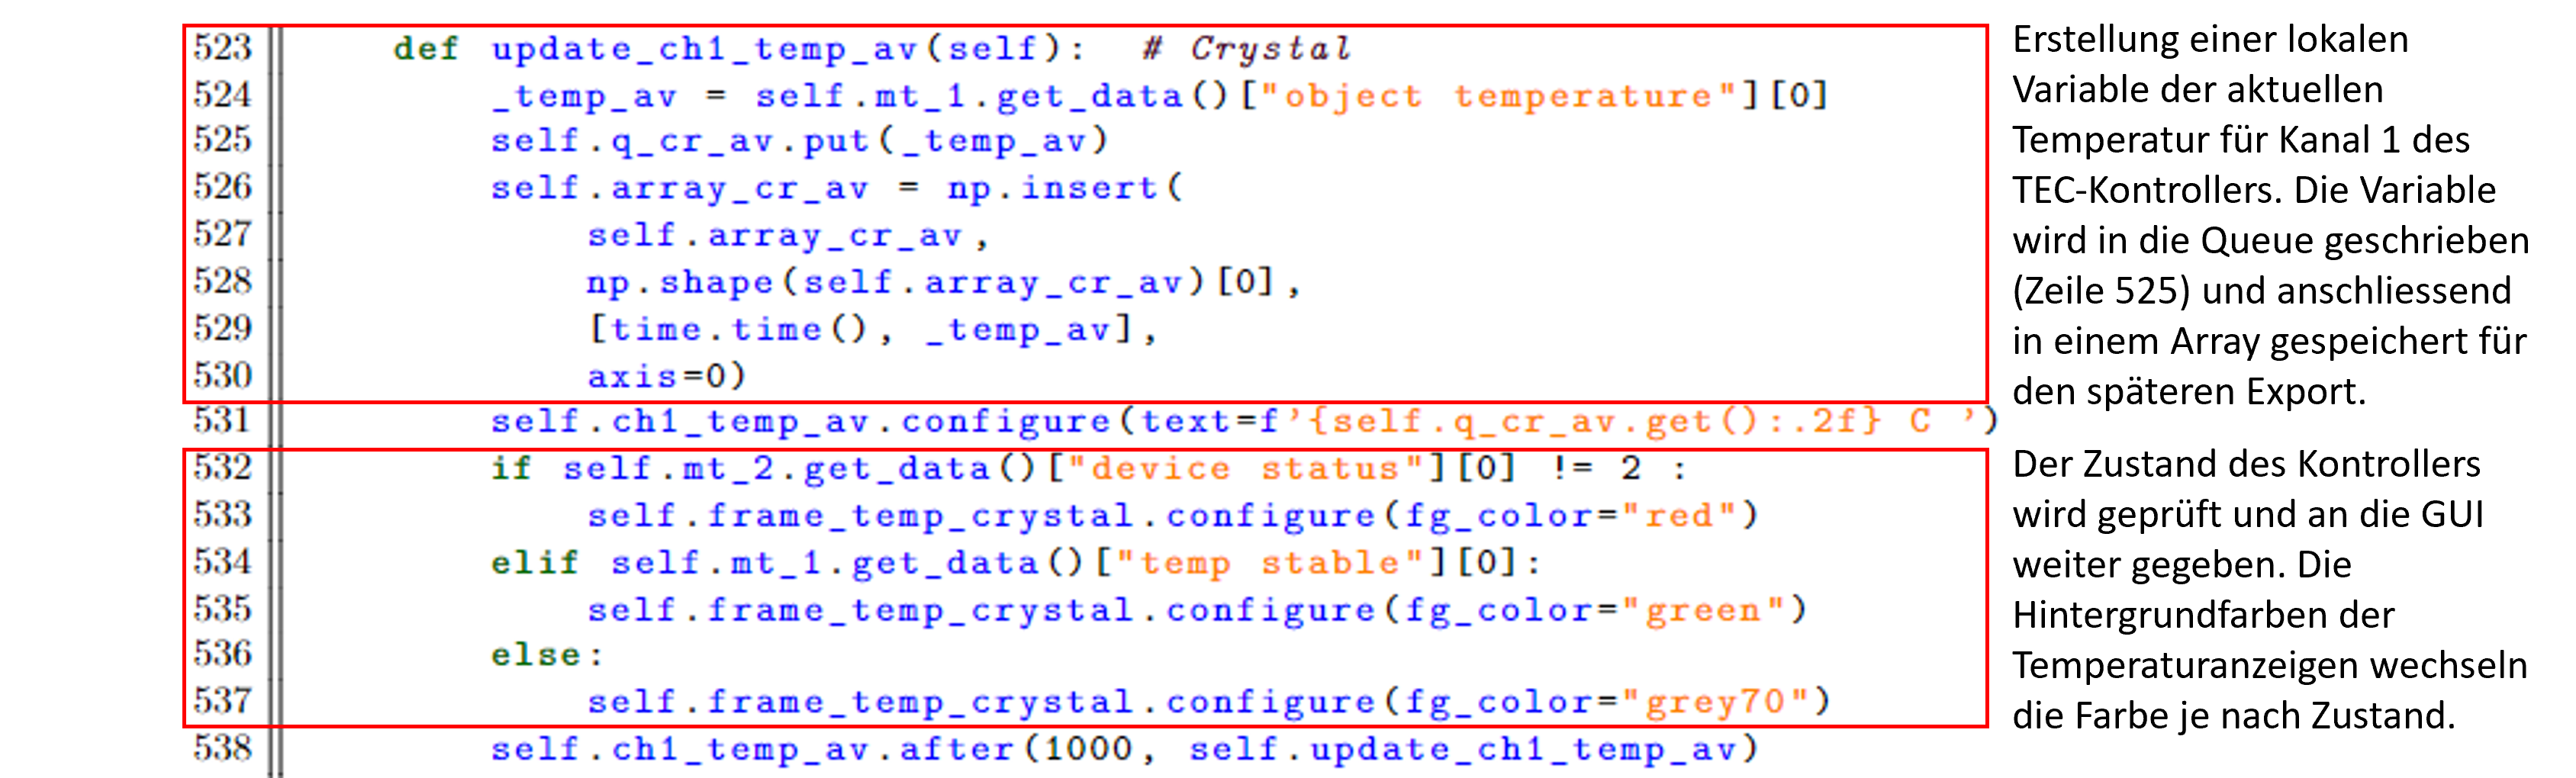 523 def update_ch1_temp_av(self): # Crystal
524 _temp_av = self.mt_1.get_data()["object temperature"][0]
525 self.q_cr_av.put(_temp_av)
526 self.array_cr_av = np.insert(
527 self.array_cr_av,
528 np.shape(self.array_cr_av)[0],
529 [time.time(), _temp_av],
530 axis=0)
531 self.ch1_temp_av.configure(text=f'{self.q_cr_av.get():.2f} C ')
532 if self.mt_2.get_data()["device status"][0] != 2 :
533 self.frame_temp_crystal.configure(fg_color="red")
534 elif self.mt_1.get_data()["temp stable"][0]:
535 self.frame_temp_crystal.configure(fg_color="green")
536 else:
537 self.frame_temp_crystal.configure(fg_color="grey70")
538 self.ch1_temp_av.after(1000, self.update_ch1_temp_av)
Erstellung einer lokalen
Variable der aktuellen
Temperatur für Kanal 1 des
TEC-Kontrollers. Die Variable
wird in die Queue geschrieben
(Zeile 525) und anschliessend
in einem Array gespeichert für
den späteren Export.
Der Zustand des Kontrollers
wird geprüft und an die GUI
weiter gegeben. Die
Hintergrundfarben der
Temperaturanzeigen wechseln
die Farbe je nach Zustand.